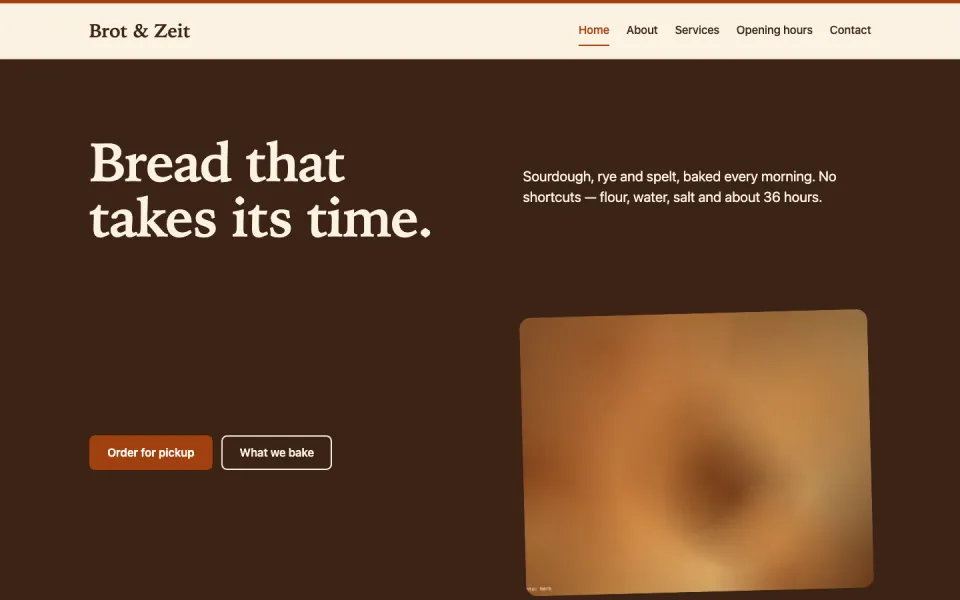 Brot & Zeit
Home About Services Opening hours Contact
Bread that
takes its time.
Sourdough, rye and spelt, baked every morning. No
shortcuts — flour, water, salt and about 36 hours.
Order for pickup
What we bake